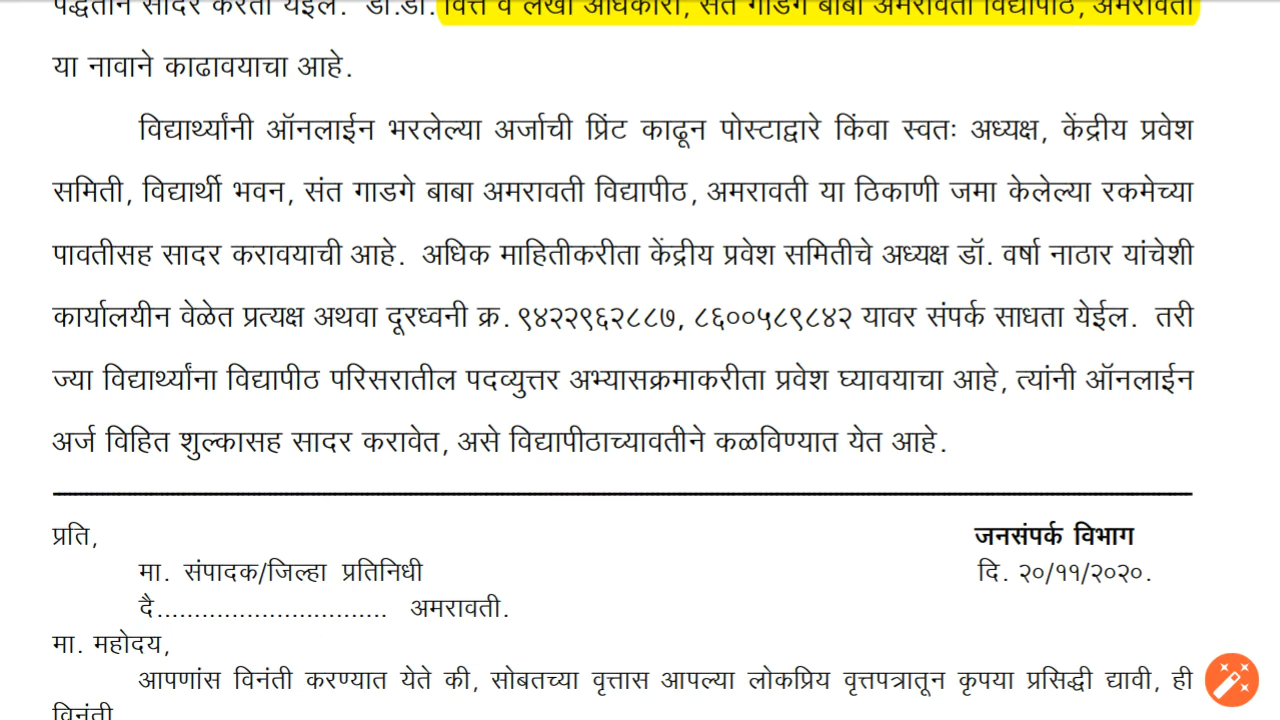 पद्धतीने सादर करता येईल. डी.डी. वित्त व लेखा अधिकारी, संत गाडगे बाबा अमरावती विद्यापीठ, अमरावती
या नावाने काढावयाचा आहे.
विद्यार्थ्यांनी ऑनलाईन भरलेल्या अर्जाची प्रिंट काढून पोस्टाद्वारे किंवा स्वतः अध्यक्ष, केंद्रीय प्रवेश
समिती, विद्यार्थी भवन, संत गाडगे बाबा अमरावती विद्यापीठ, अमरावती या ठिकाणी जमा केलेल्या रकमेच्या
पावतीसह सादर करावयाची आहे. अधिक माहितीकरीता केंद्रीय प्रवेश समितीचे अध्यक्ष डॉ. वर्षा नाठार यांचेशी
कार्यालयीन वेळेत प्रत्यक्ष अथवा दूरध्वनी क्र. ९४२२९६२८८७, ८६००५८९८४२ यावर संपर्क साधता येईल. तरी
ज्या विद्यार्थ्यांना विद्यापीठ परिसरातील पदव्युत्तर अभ्यासक्रमाकरीता प्रवेश घ्यावयाचा आहे, त्यांनी ऑनलाईन
अर्ज विहित शुल्कासह सादर करावेत, असे विद्यापीठाच्यावतीने कळविण्यात येत आहे.
प्रति, जनसंपर्क विभाग
मा. संपादक/जिल्हा प्रतिनिधी दि. २०/११/२०२०.
दै............................... अमरावती.
मा. महोदय,
आपणांस विनंती करण्यात येते की, सोबतच्या वृत्तास आपल्या लोकप्रिय वृत्तपत्रातून कृपया प्रसिद्धी द्यावी, ही
विनंती